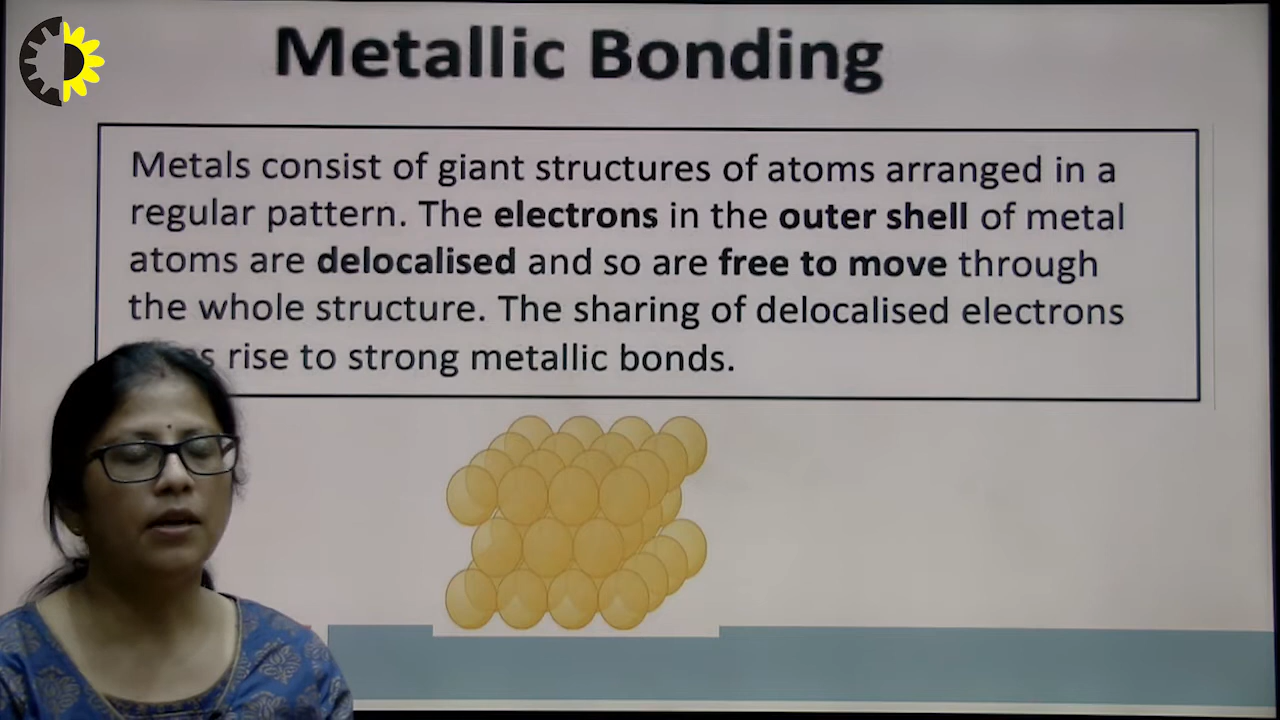 Metallic Bonding
Metals consist of giant structures of atoms arranged in a
regular pattern. The electrons in the outer shell of metal
atoms are delocalised and so are free to move through
the whole structure. The sharing of delocalised electrons
rise to strong metallic bonds.